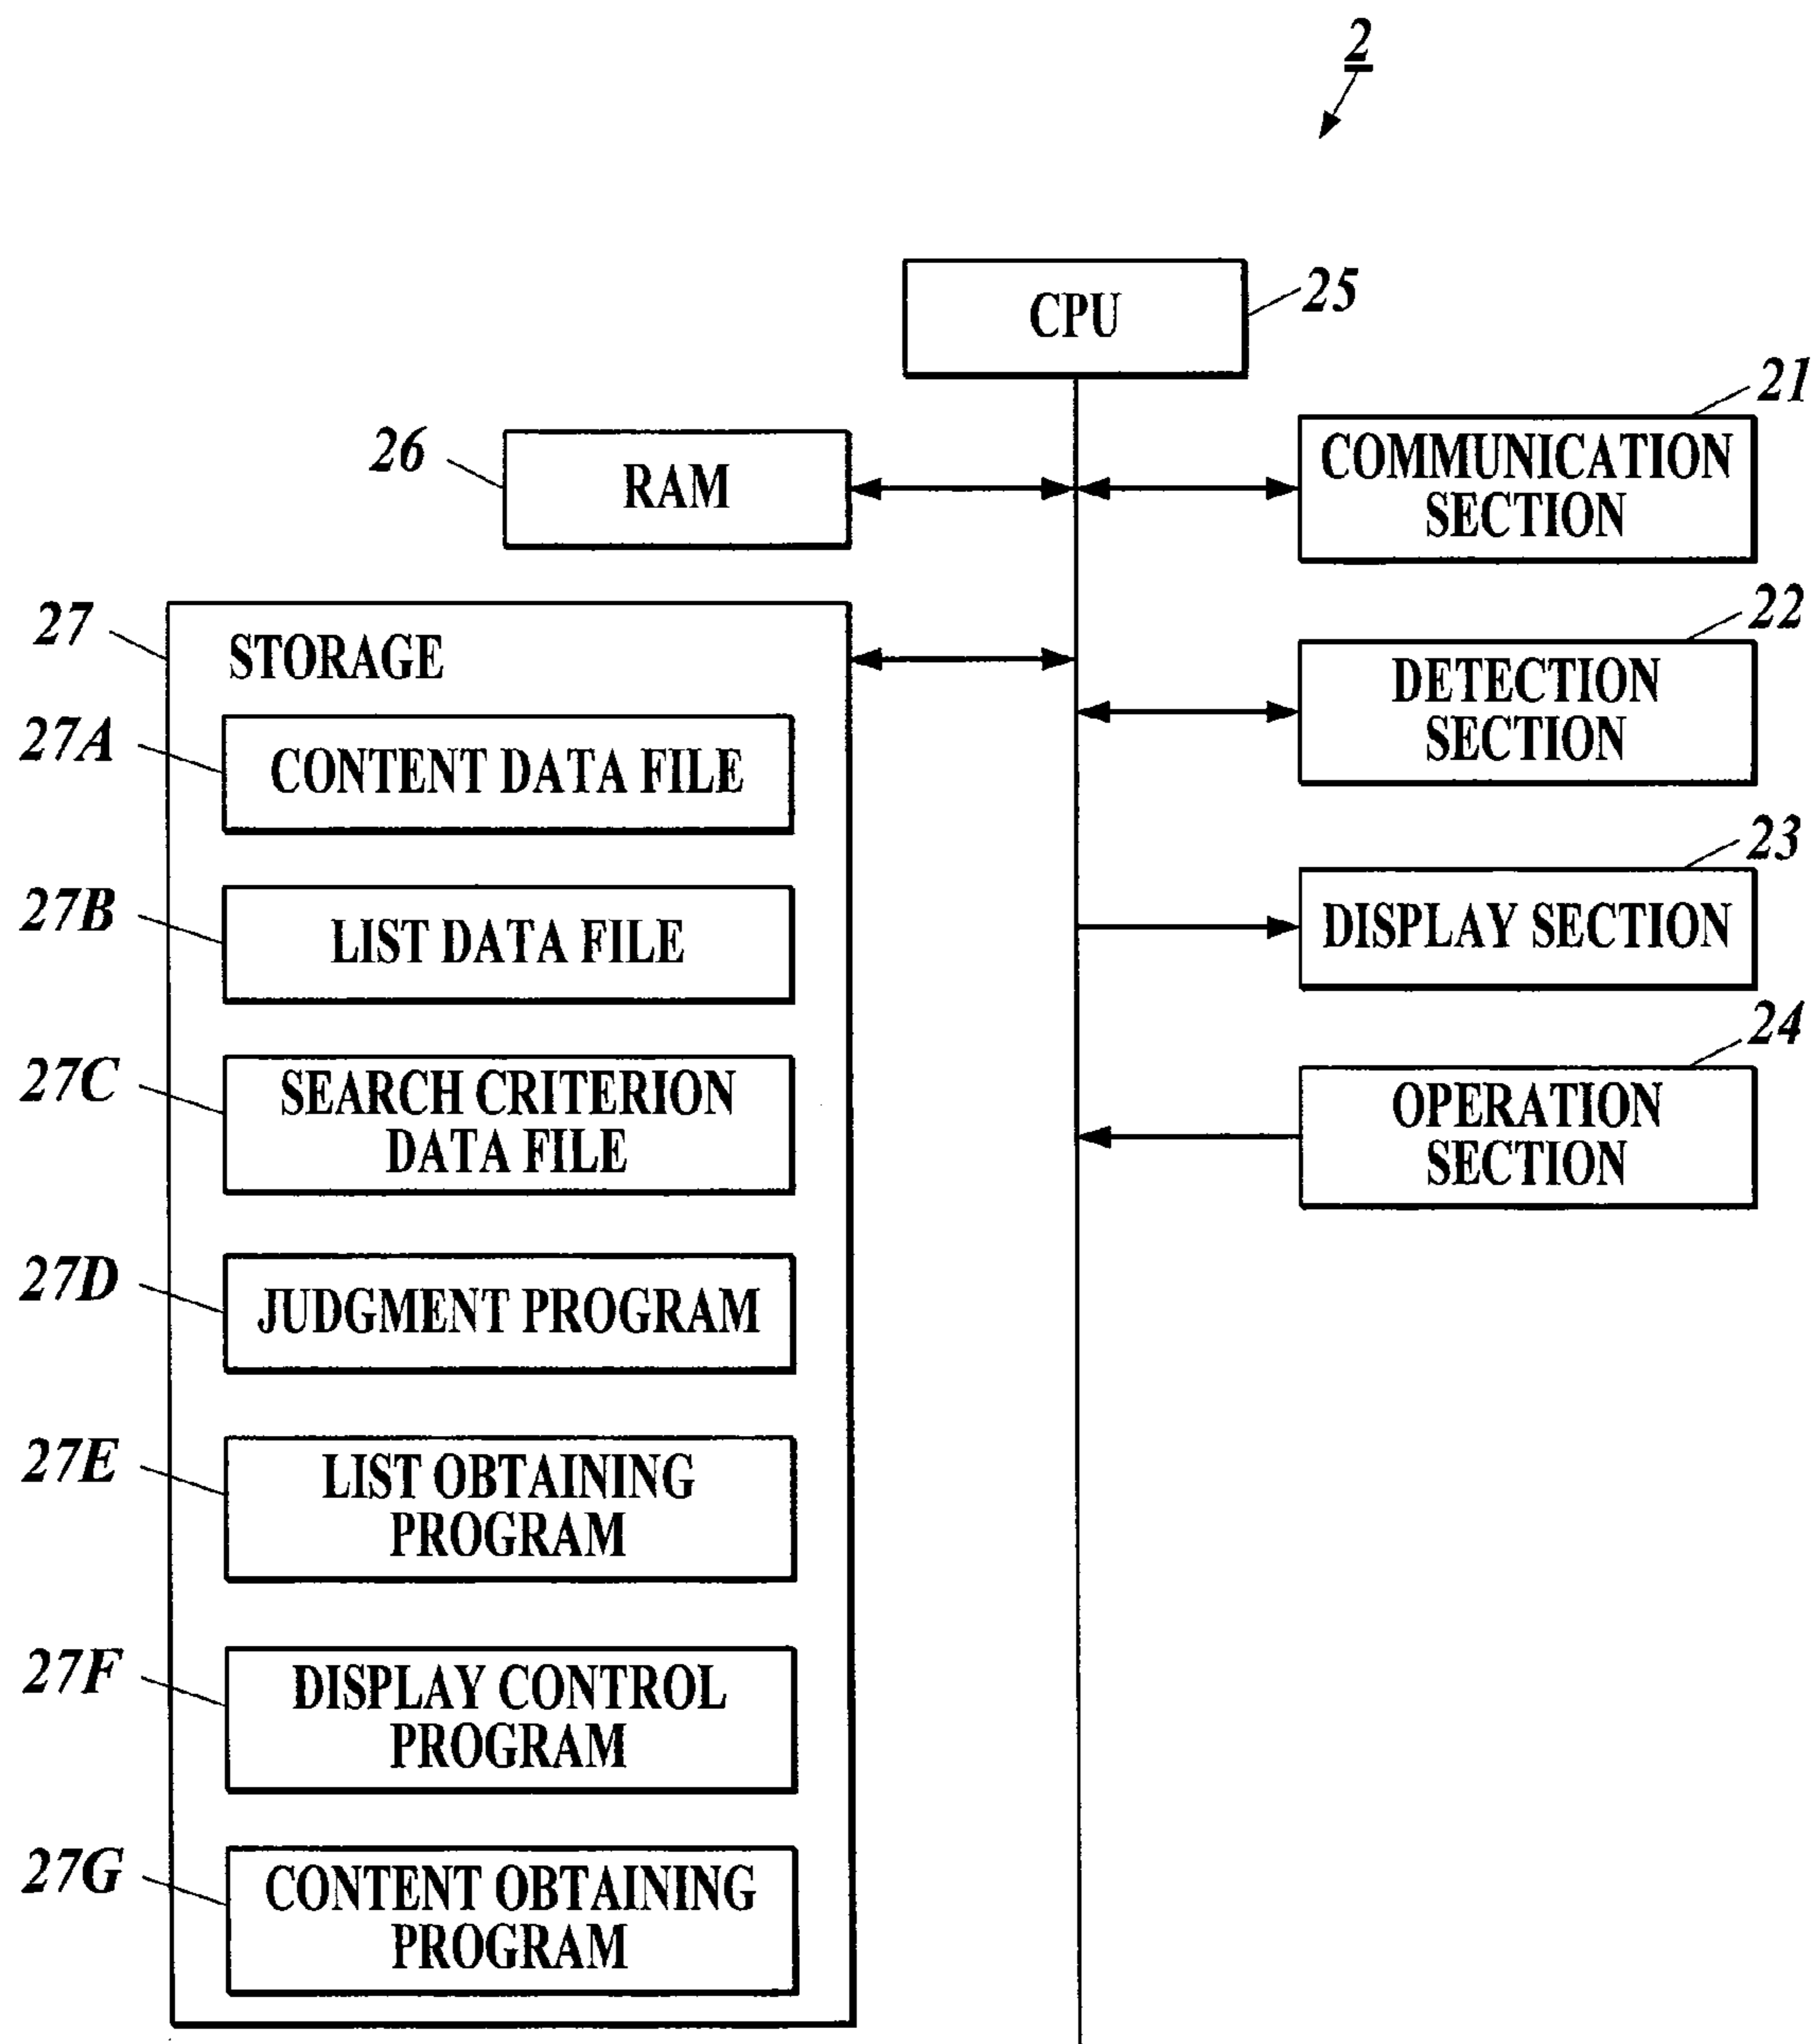 2
CPU
25
26
RAM
21
COMMUNICATION
SECTION
27
STORAGE
22
DETECTION
SECTION
27A
CONTENT DATA FILE
23
DISPLAY SECTION
27B
LIST DATA FILE
24
OPERATION
SECTION
27C
SEARCH CRITERION
DATA FILE
27D
JUDGMENT PROGRAM
27E
LIST OBTAINING
PROGRAM
27F
DISPLAY CONTROL
PROGRAM
27G
CONTENT OBTAINING
PROGRAM